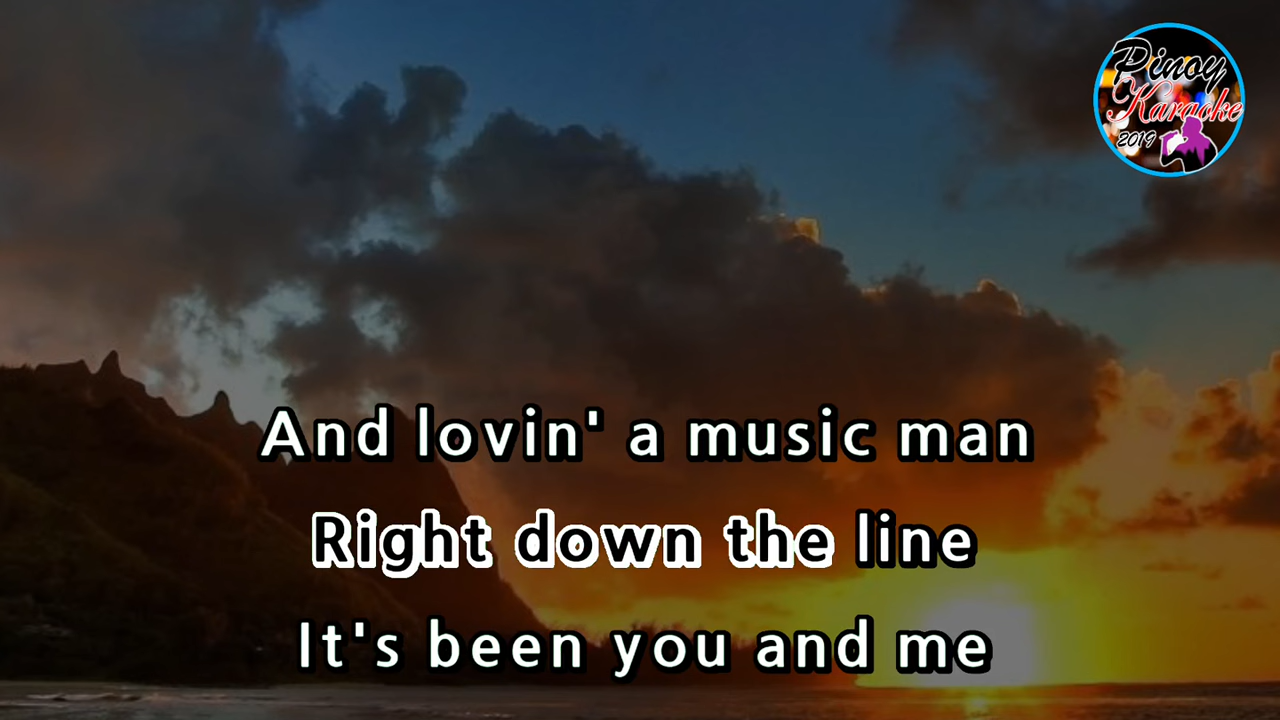 Pinoy
Karaoke
2019
And lovin' a music man
Right down the line
It's been you and me